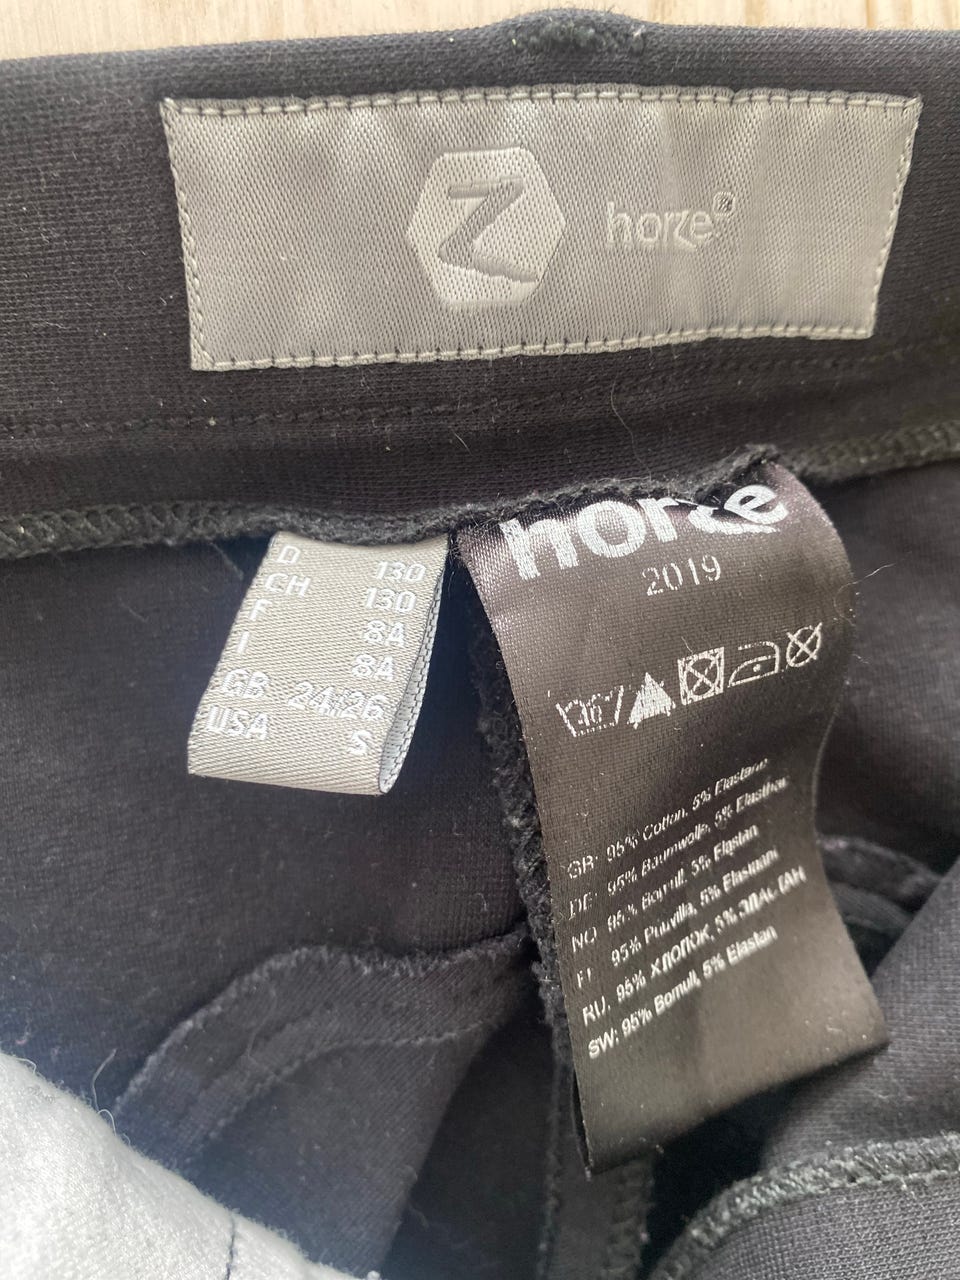 Z horze®
horze
2019
D 130
CH 130
F 8A
I 8A
GB 24/26
USA S
GB: 95% Cotton, 5% Elastane
DE: 95% Baumwolle, 5% Elasthan
NO 95% Bomull, 5% Elastan
FI 95% Puuvilla, 5% Elastaani
RU: 95% хлопок, 5%
SW: 95% Bomull, 5% Elastan